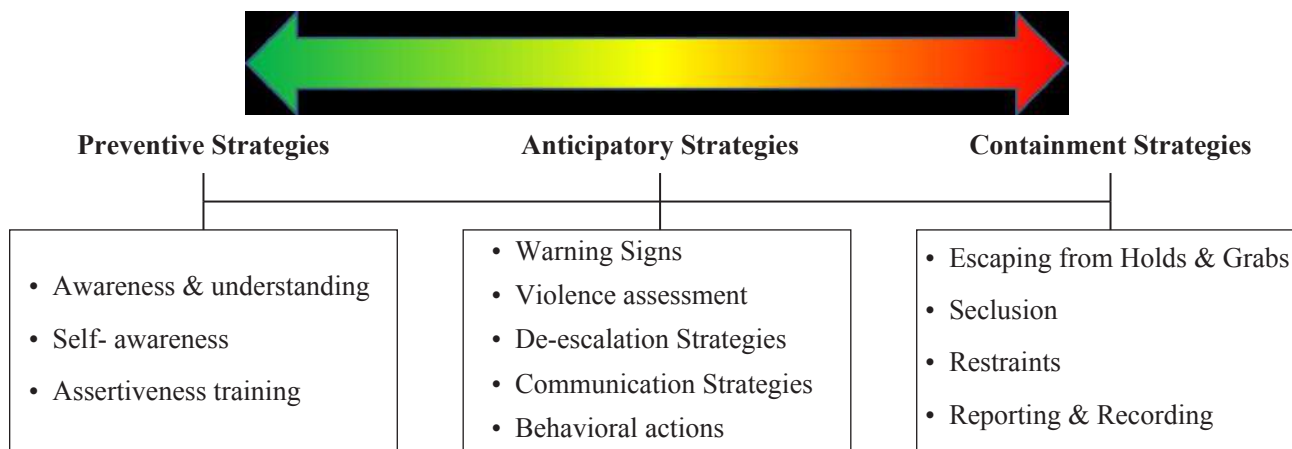 Preventive Strategies
Anticipatory Strategies
Containment Strategies
• Awareness & understanding
• Self- awareness
• Assertiveness training
• Warning Signs
• Violence assessment
• De-escalation Strategies
• Communication Strategies
• Behavioral actions
• Escaping from Holds & Grabs
• Seclusion
• Restraints
• Reporting & Recording